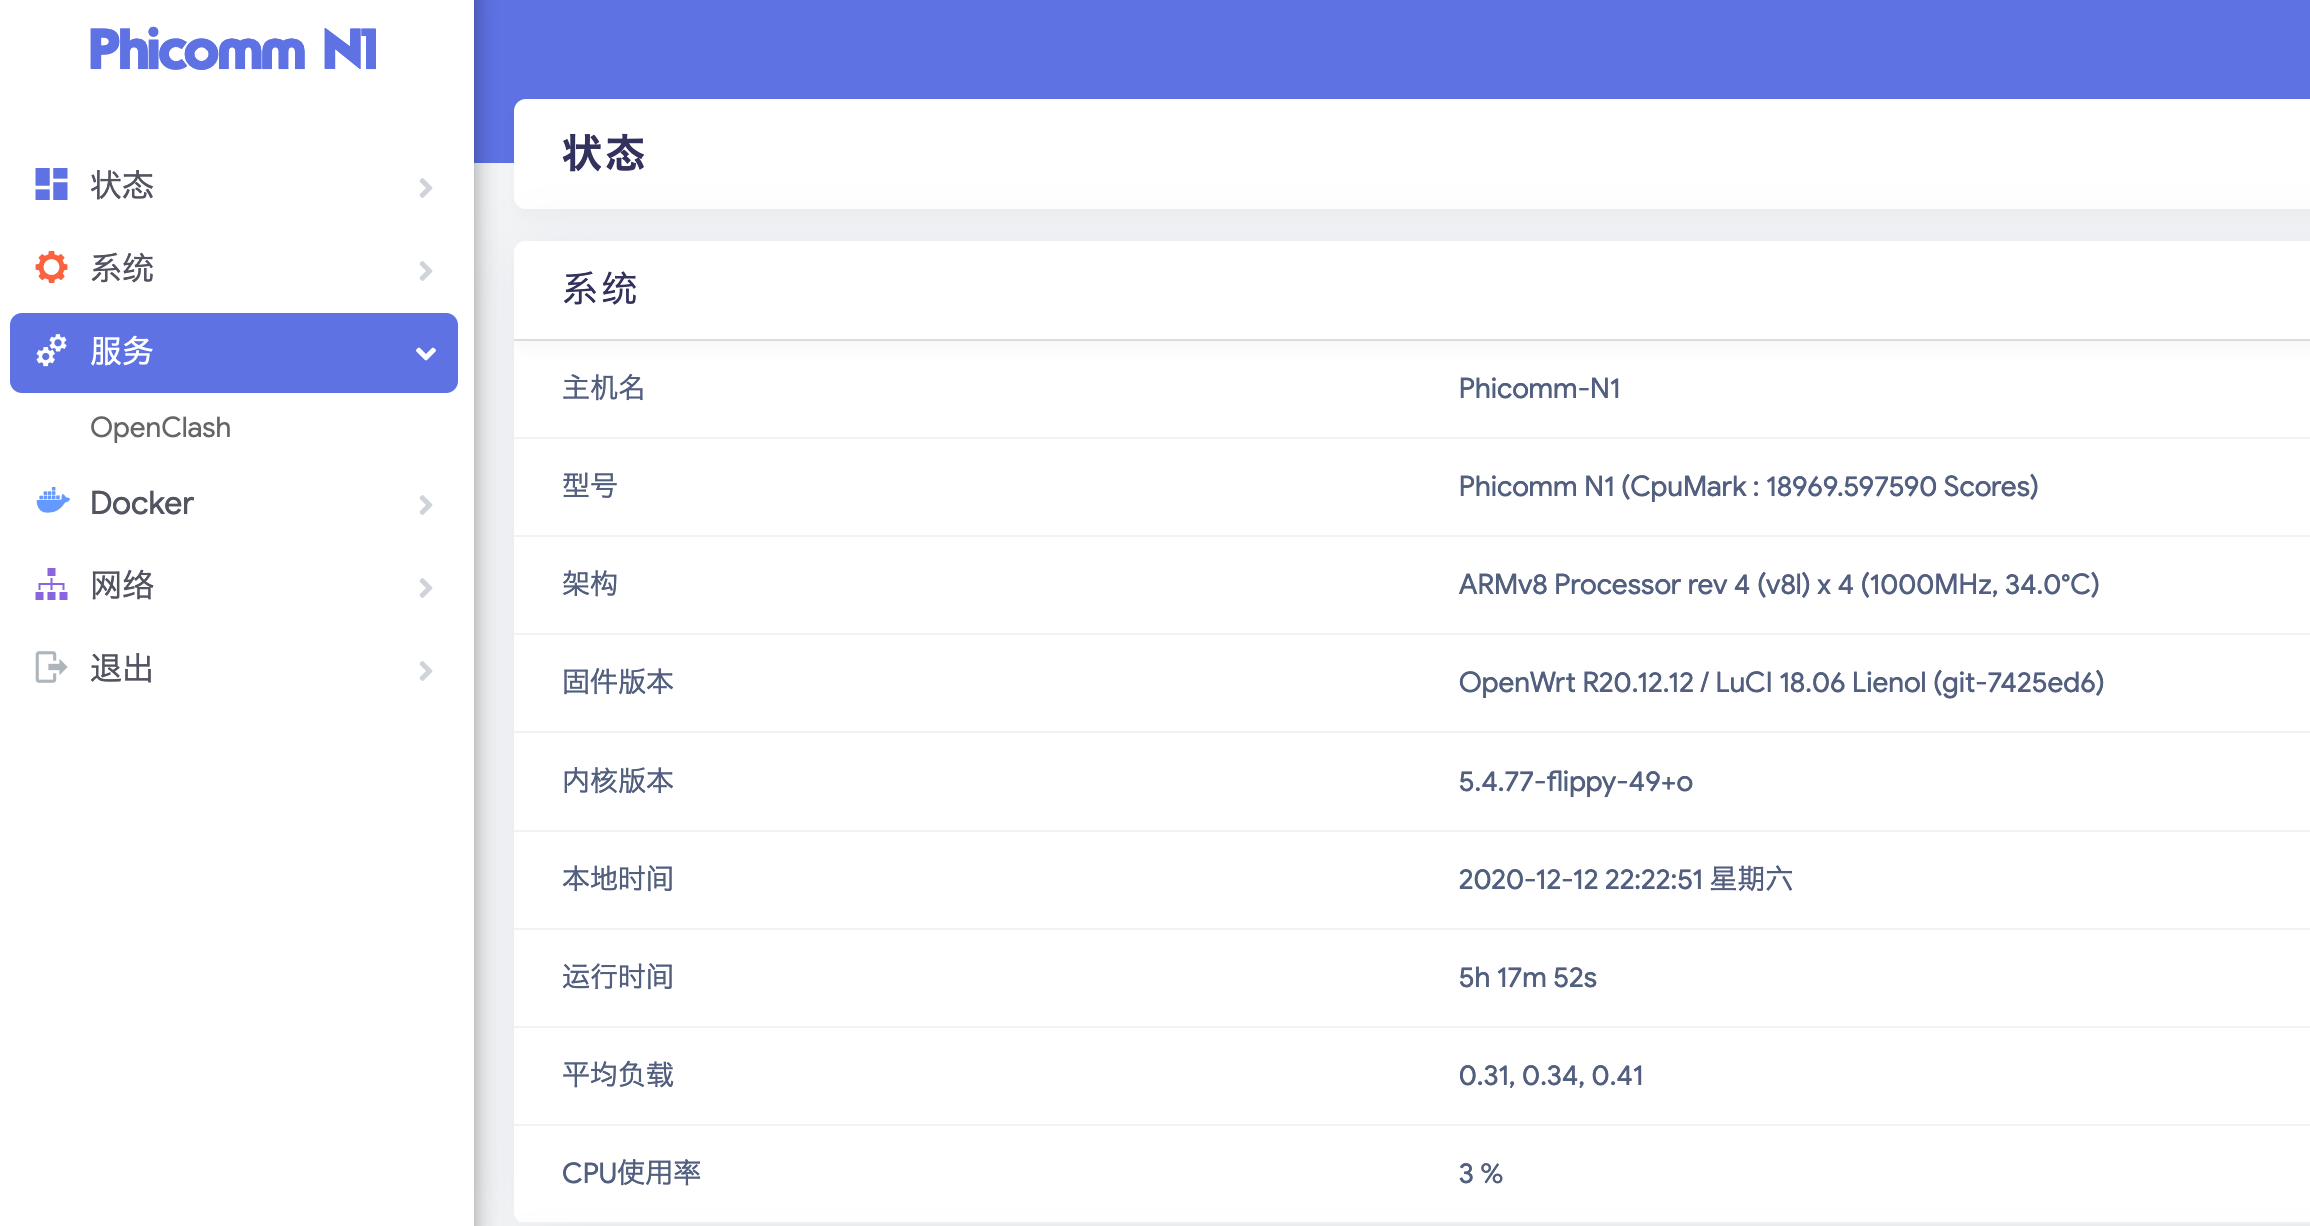 Phicomm N1
状态
系统
服务
OpenClash
Docker
网络
退出
状态
系统
主机名 Phicomm-N1
型号 Phicomm N1 (CpuMark : 18969.597590 Scores)
架构 ARMv8 Processor rev 4 (v8l) x 4 (1000MHz, 34.0°C)
固件版本 OpenWrt R20.12.12 / LuCI 18.06 Lienol (git-7425ed6)
内核版本 5.4.77-flippy-49+o
本地时间 2020-12-12 22:22:51 星期六
运行时间 5h 17m 52s
平均负载 0.31, 0.34, 0.41
CPU使用率 3 %